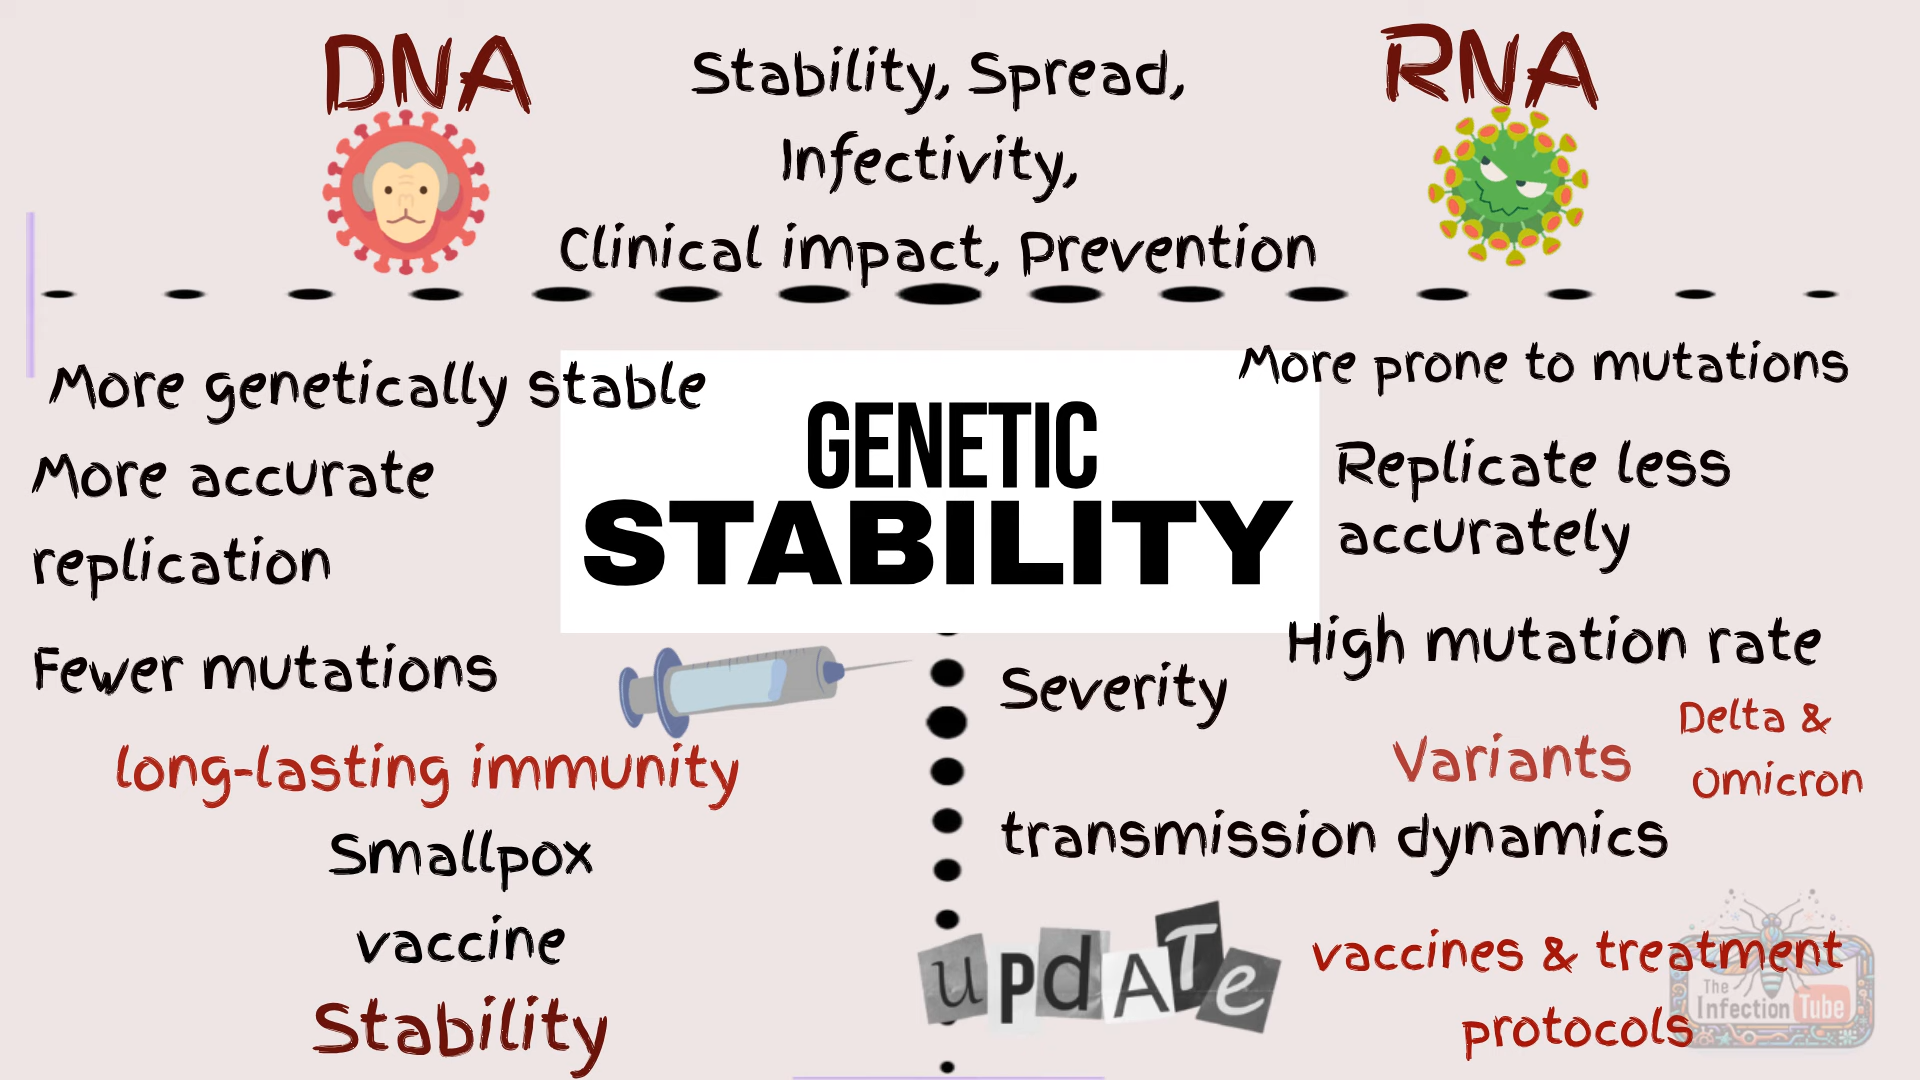 DNA
Stability, Spread,
Infectivity,
Clinical impact, Prevention
RNA
GENETIC
STABILITY
More genetically stable
More accurate
replication
Fewer mutations
long-lasting immunity
Smallpox
vaccine
Stability
More prone to mutations
Replicate less
accurately
High mutation rate
Severity
Variants
Delta &
Omicron
transmission dynamics
updATe
vaccines & treatment
protocols
The
Infection Tube